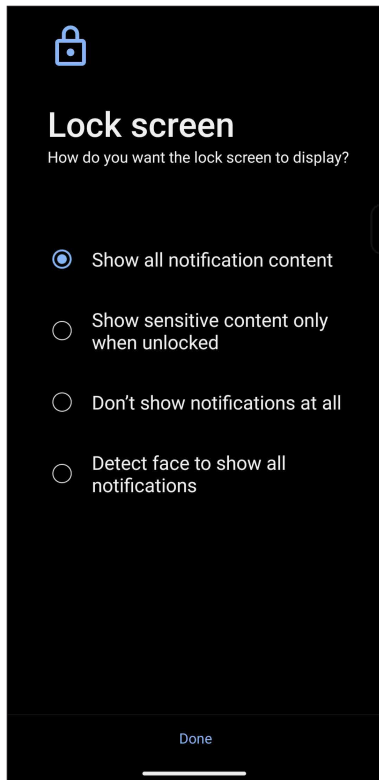 Lock screen
How do you want the lock screen to display?
Show all notification content
Show sensitive content only
when unlocked
Don’t show notifications at all
Detect face to show all
notifications
Done